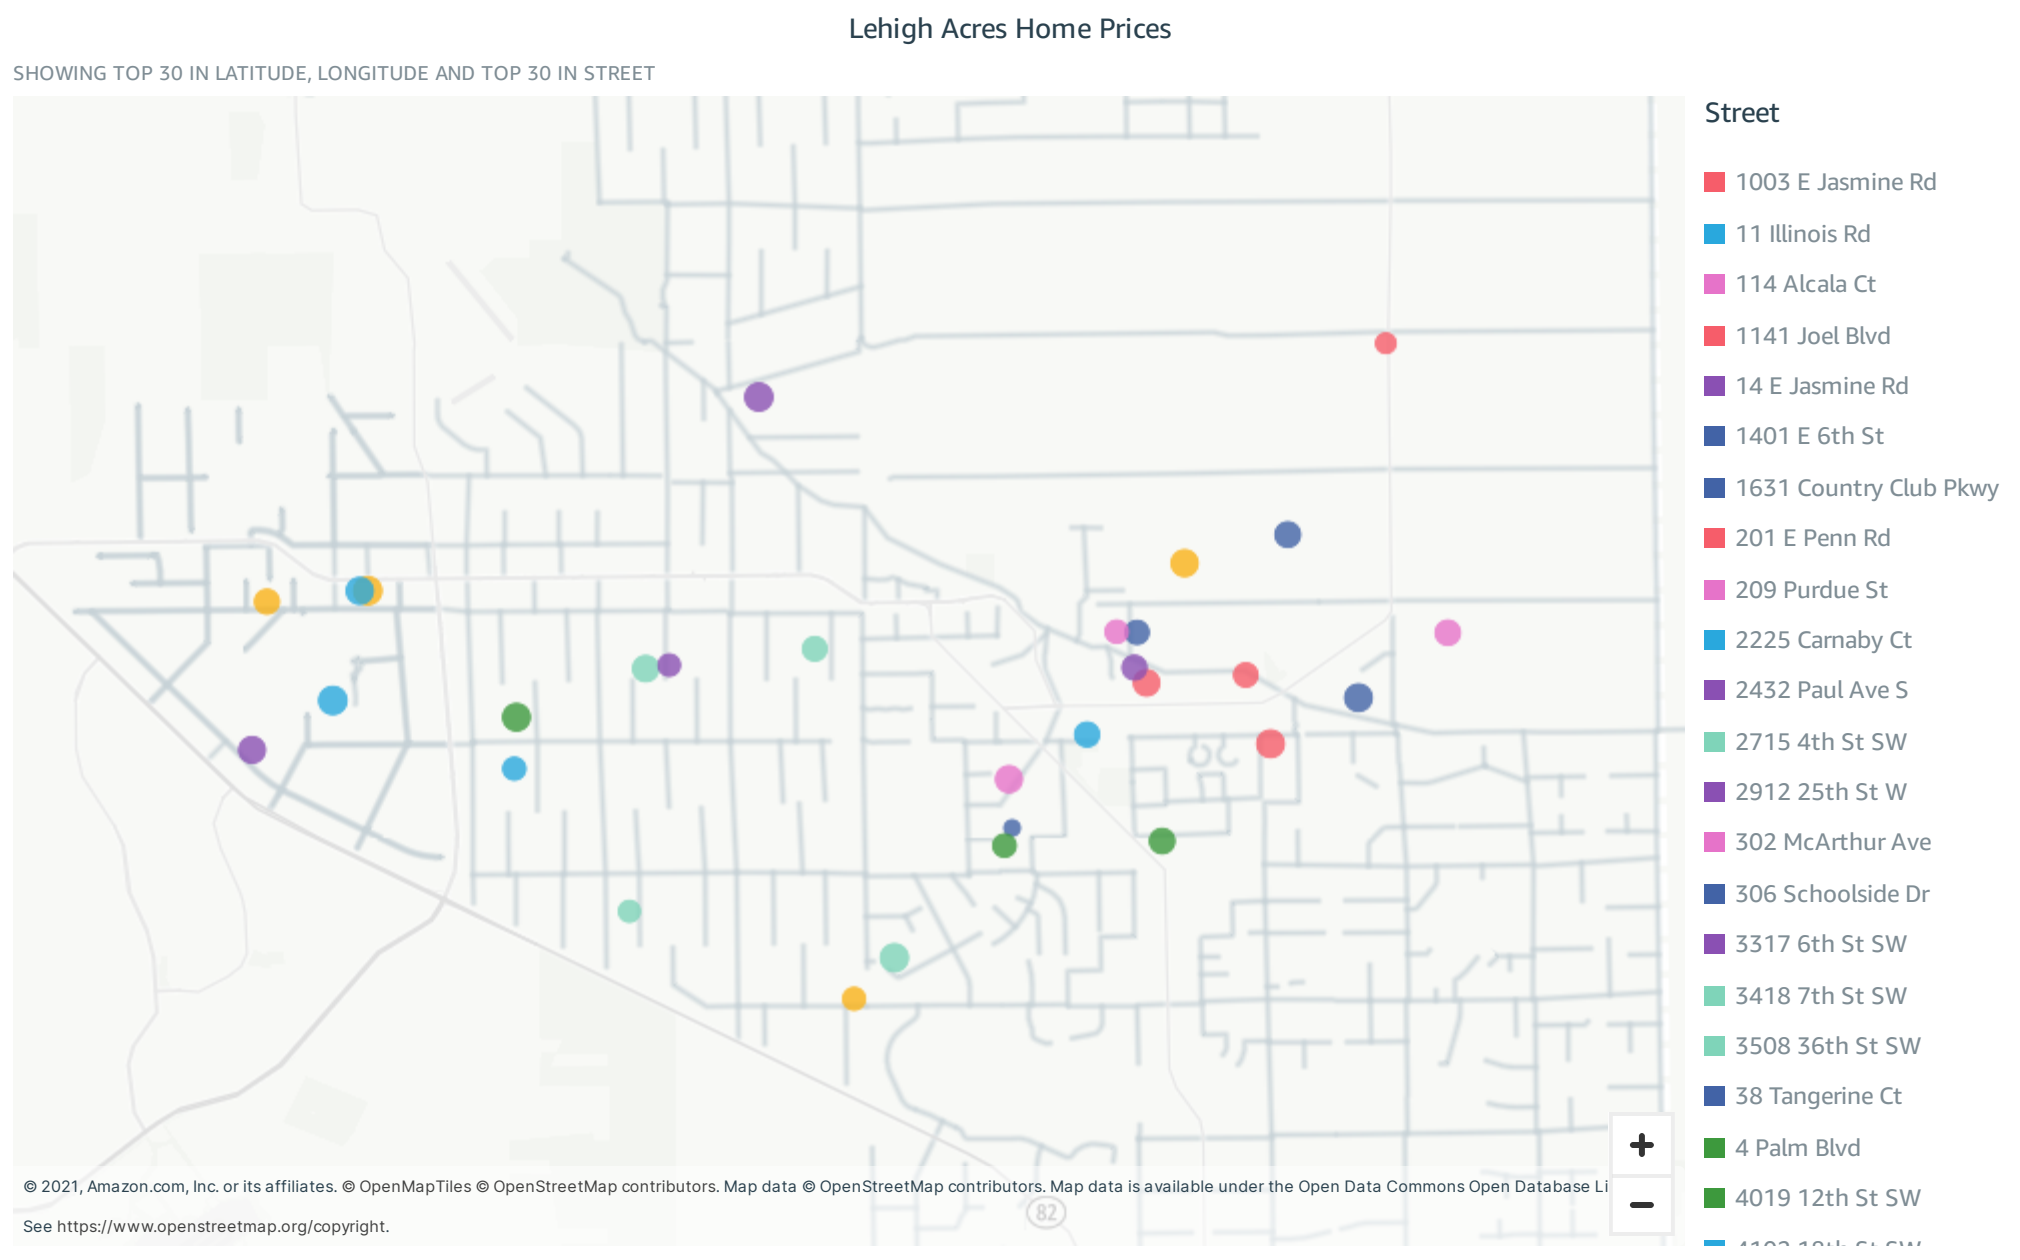 Lehigh Acres Home Prices
SHOWING TOP 30 IN LATITUDE, LONGITUDE AND TOP 30 IN STREET
Street
1003 E Jasmine Rd
11 Illinois Rd
114 Alcala Ct
1141 Joel Blvd
14 E Jasmine Rd
1401 E 6th St
1631 Country Club Pkwy
201 E Penn Rd
209 Purdue St
2225 Carnaby Ct
2432 Paul Ave S
2715 4th St SW
2912 25th St W
302 McArthur Ave
306 Schoolside Dr
3317 6th St SW
3418 7th St SW
3508 36th St SW
38 Tangerine Ct
4 Palm Blvd
4019 12th St SW
+
−
82
© 2021, Amazon.com, Inc. or its affiliates. © OpenMapTiles © OpenStreetMap contributors. Map data © OpenStreetMap contributors. Map data is available under the Open Data Commons Open Database Li
See https://www.openstreetmap.org/copyright.